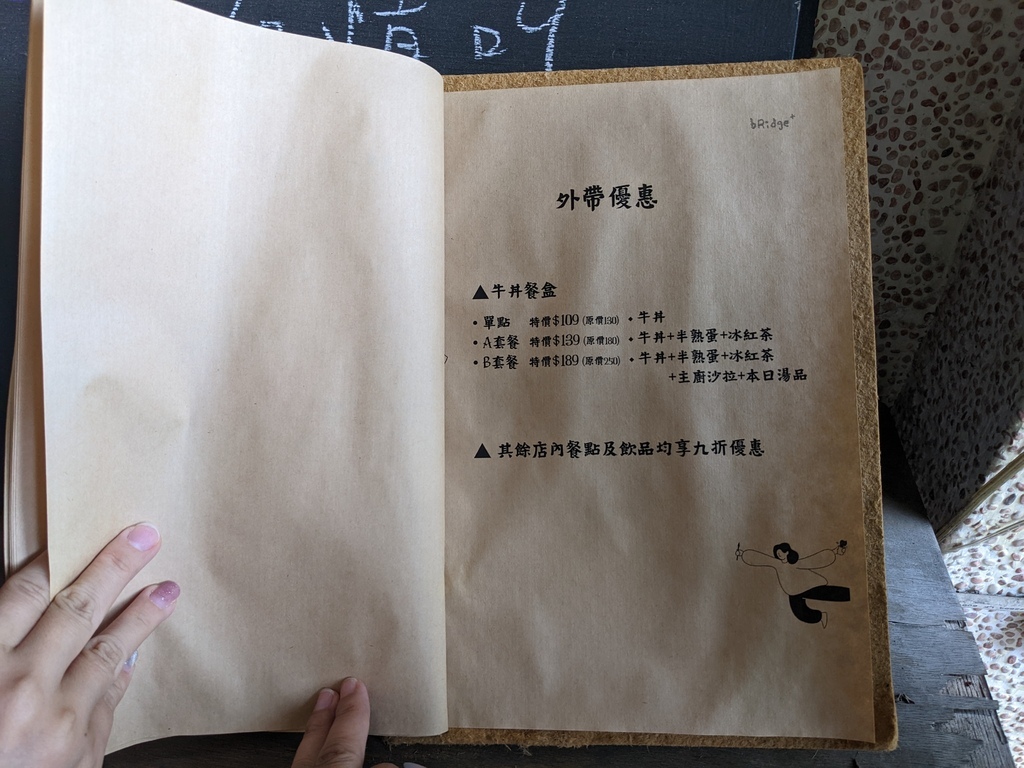 bRidge+
外帶優惠
▲牛丼餐盒
• 單點 特價$109 (原價130) • 牛丼
• A套餐 特價$139 (原價180) • 牛丼+半熟蛋+冰紅茶
• B套餐 特價$189 (原價250) • 牛丼+半熟蛋+冰紅茶
+主廚沙拉+本日湯品
▲ 其餘店內餐點及飲品均享九折優惠